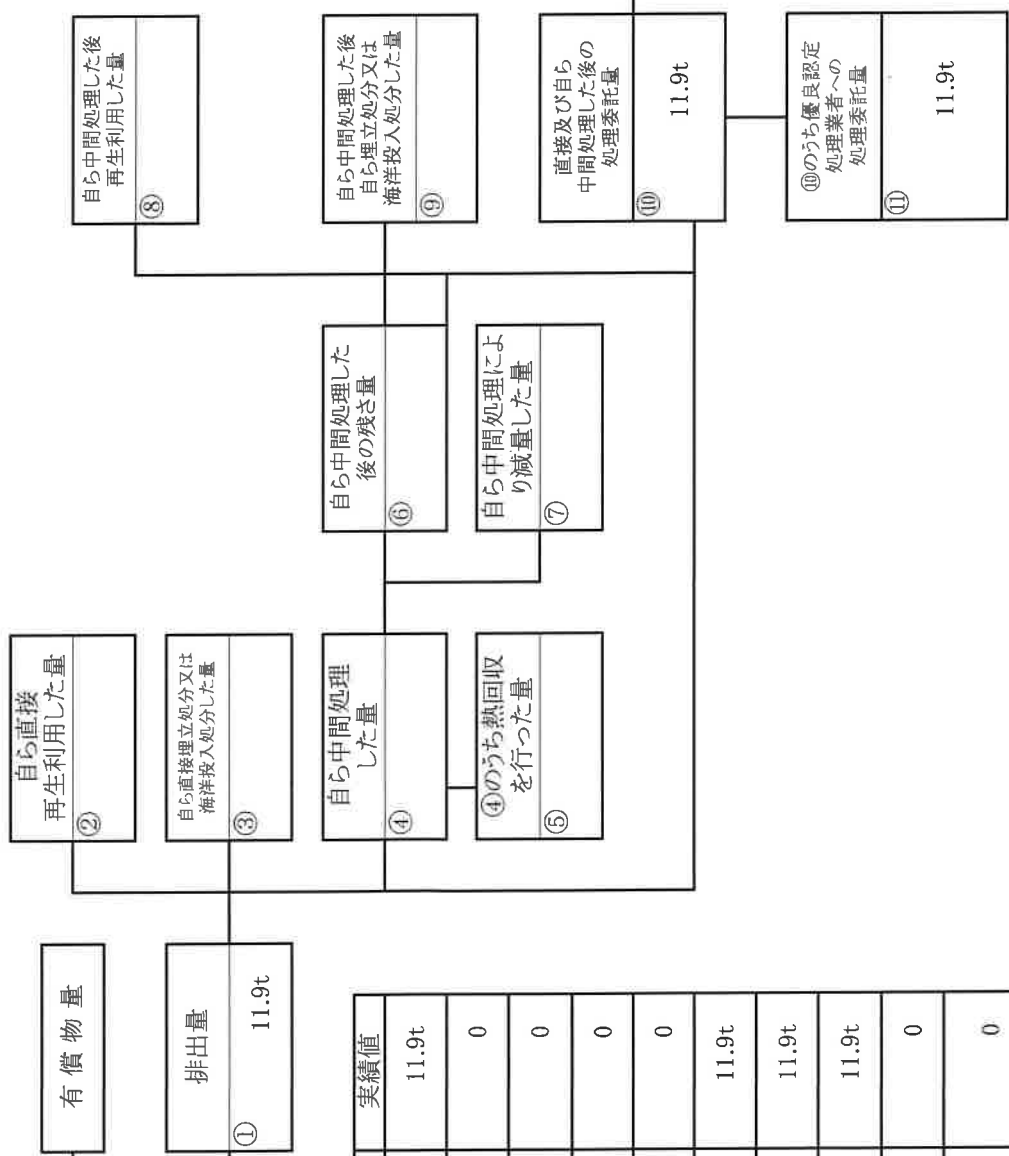 有償物量
排出量
①
11.9t
自ら直接
再生利用した量
②
自ら直接埋立処分又は
海洋投入処分した量
③
自ら中間処理
した量
④
④のうち熱回収
を行った量
⑤
自ら中間処理した
後の残さ量
⑥
自ら中間処理によ
り減量した量
⑦
自ら中間処理した後
再生利用した量
⑧
自ら中間処理した後
自ら埋立処分又は
海洋投入処分した量
⑨
直接及び自ら
中間処理した後の
処理委託量
⑩
11.9t
⑩のうち優良認定
処理業者への
処理委託量
⑪
11.9t
実績値
11.9t
0
0
0
0
11.9t
11.9t
11.9t
0
0